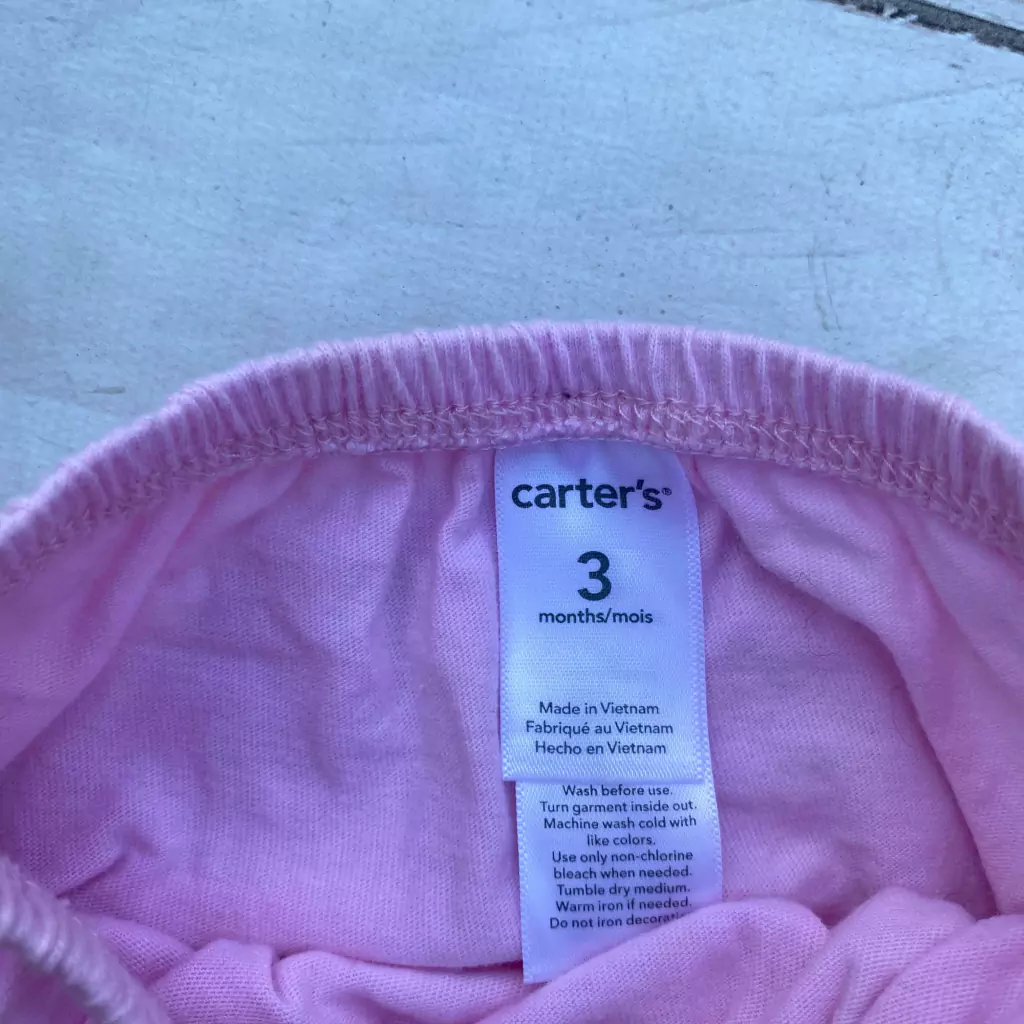 carter's®
3
months/mois
Made in Vietnam
Fabriqué au Vietnam
Hecho en Vietnam
Wash before use.
Turn garment inside out.
Machine wash cold with
like colors.
Use only non-chlorine
bleach when needed.
Tumble dry medium.
Warm iron if needed.
Do not iron